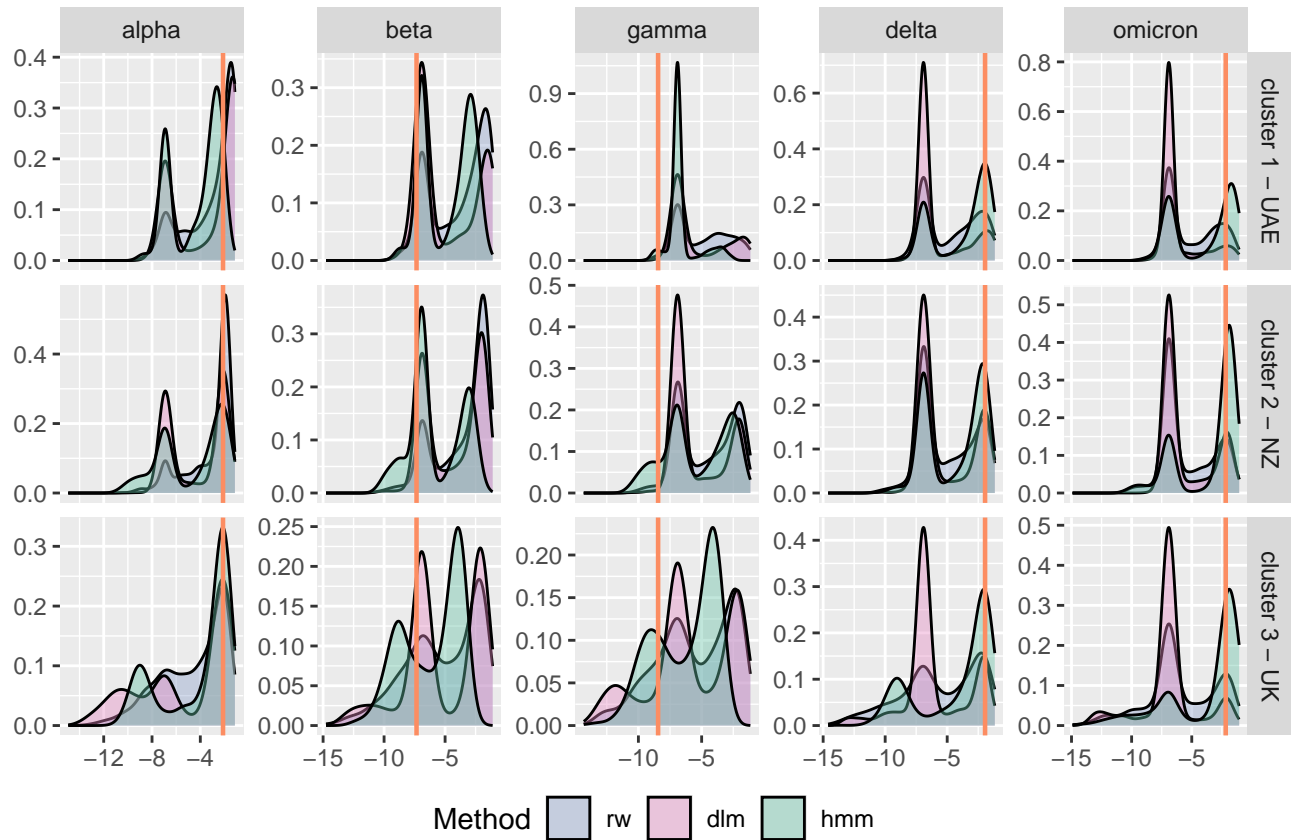 alpha beta gamma delta omicron
0.4 0.3 0.2 0.1 0.0
0.3 0.2 0.1 0.0
0.9 0.6 0.3 0.0
0.6 0.4 0.2 0.0
0.8 0.6 0.4 0.2 0.0
cluster 1 − UAE
0.4 0.2 0.0
0.3 0.2 0.1 0.0
0.5 0.4 0.3 0.2 0.1 0.0
0.4 0.3 0.2 0.1 0.0
0.5 0.4 0.3 0.2 0.1 0.0
cluster 2 − NZ
0.3 0.2 0.1 0.0
0.25 0.20 0.15 0.10 0.05 0.00
0.20 0.15 0.10 0.05 0.00
0.4 0.3 0.2 0.1 0.0
0.5 0.4 0.3 0.2 0.1 0.0
cluster 3 − UK
−12 −8 −4 −15 −10 −5 −10 −5 −15 −10 −5 −15 −10 −5
Method rw dlm hmm